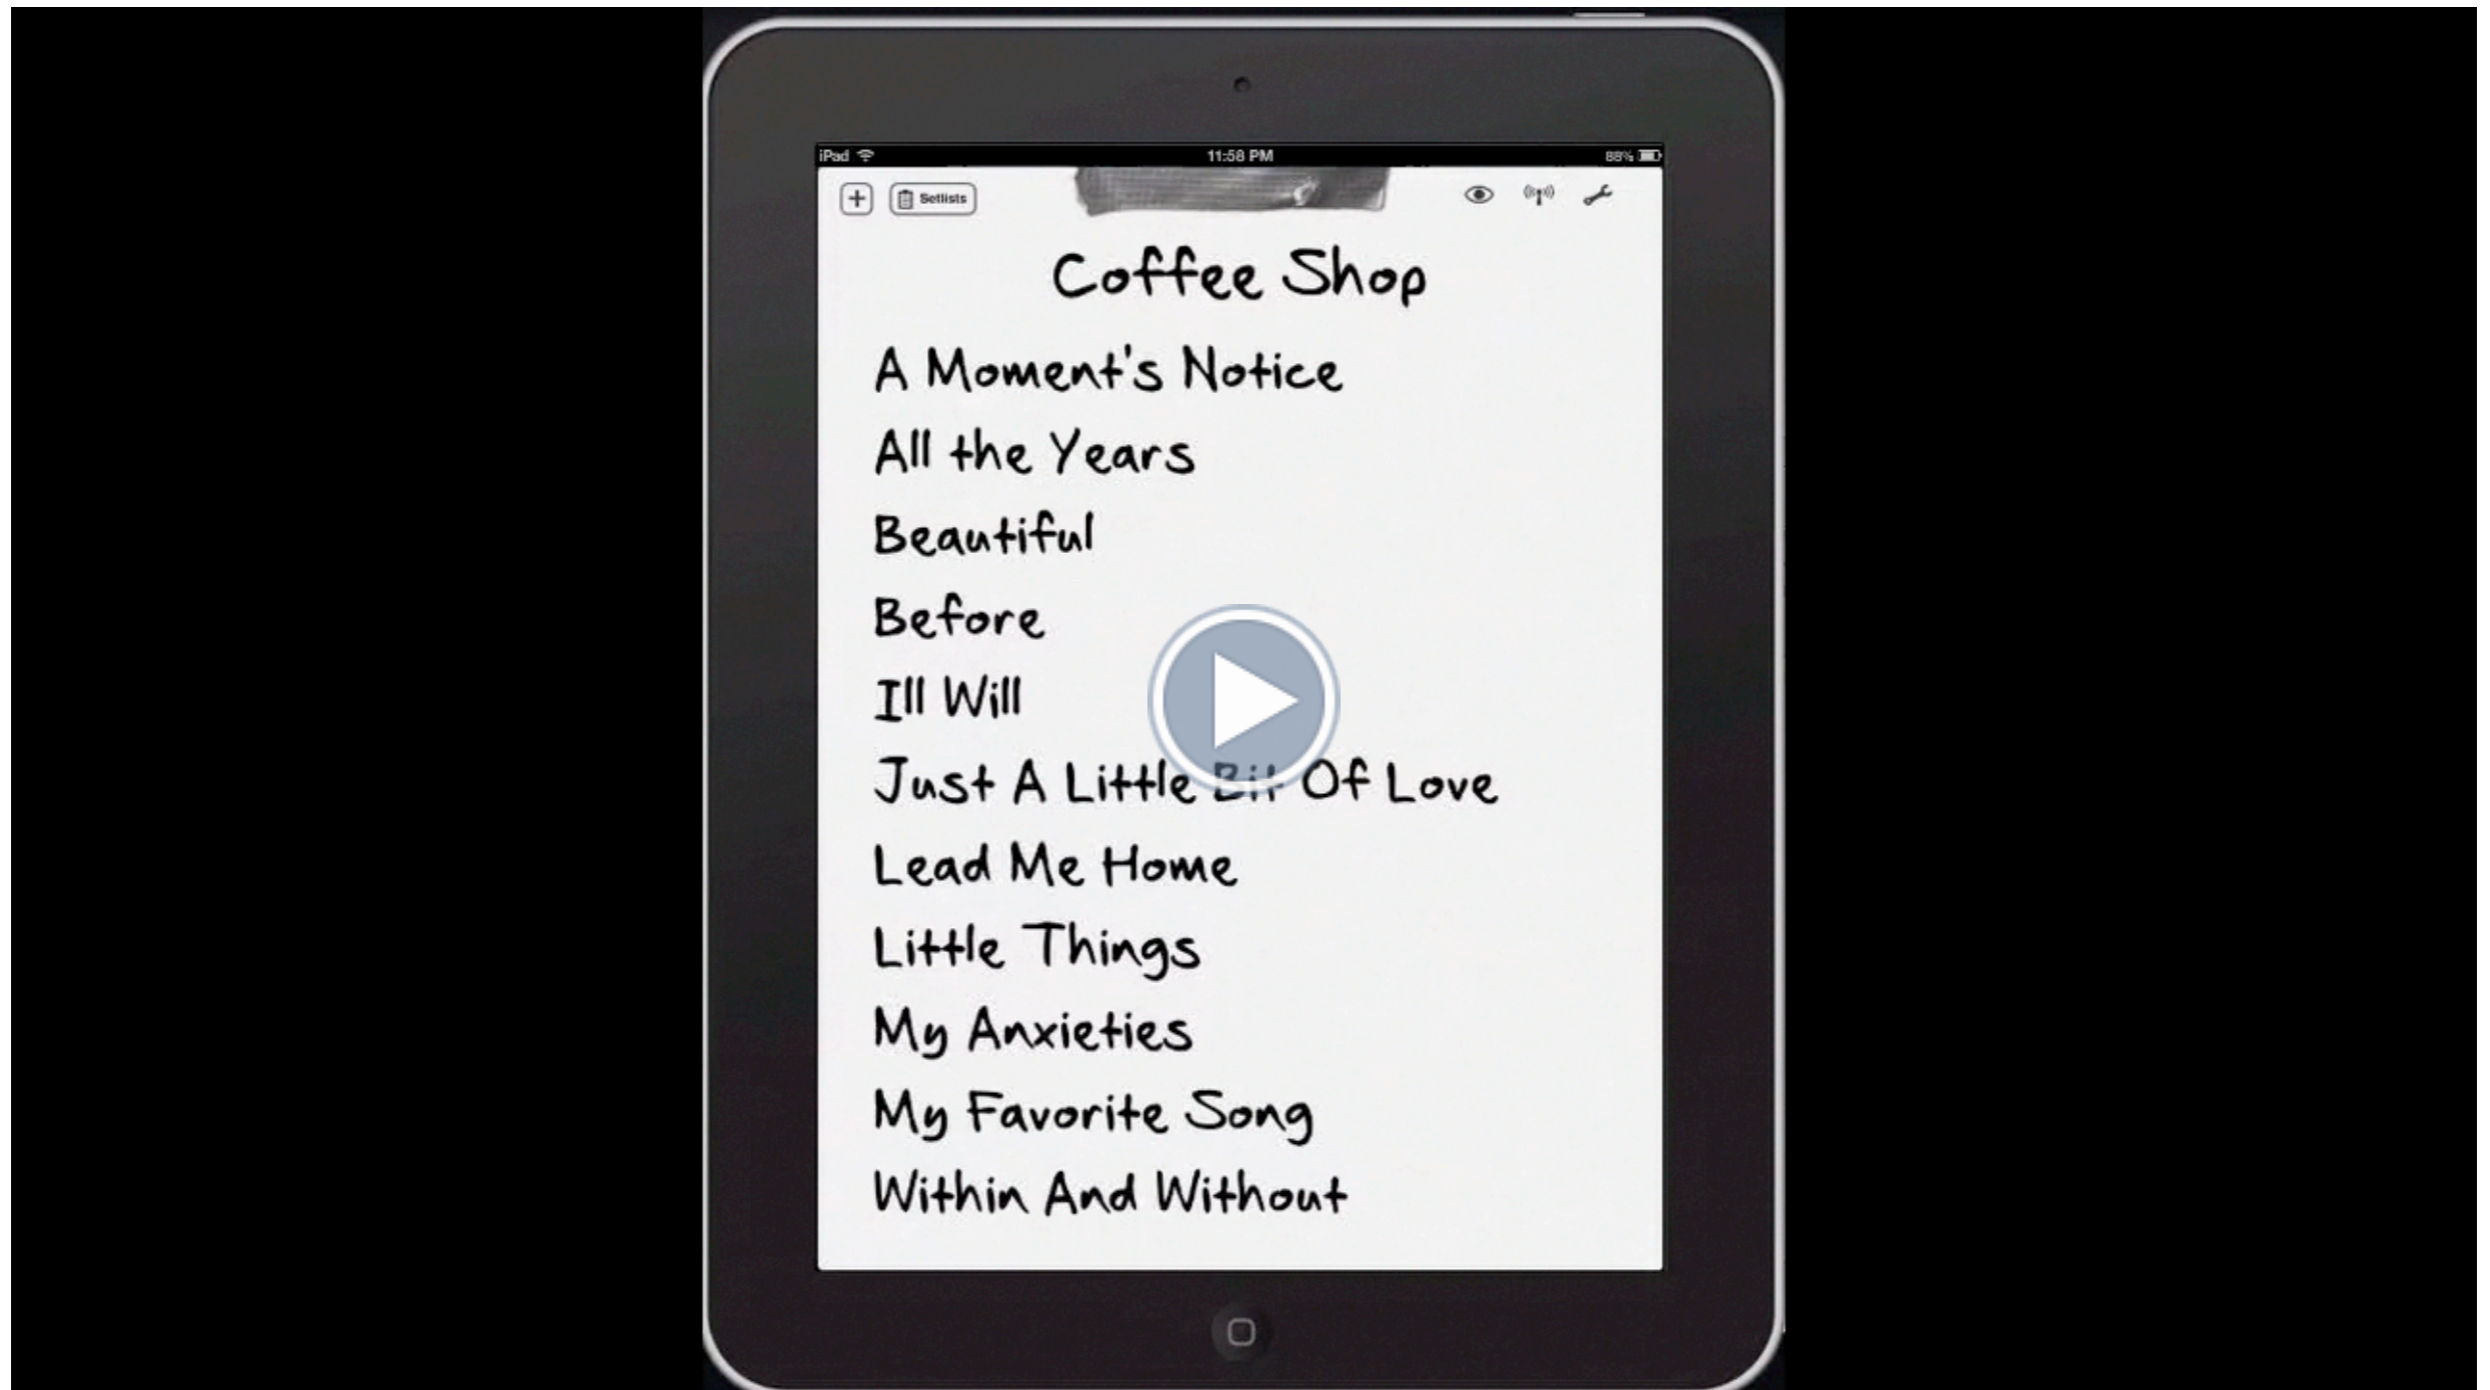 iPad 11:58 PM 88%
Setlists
Coffee Shop
A Moment's Notice
All the Years
Beautiful
Before
Ill Will
Just A Little Bit Of Love
Lead Me Home
Little Things
My Anxieties
My Favorite Song
Within And Without